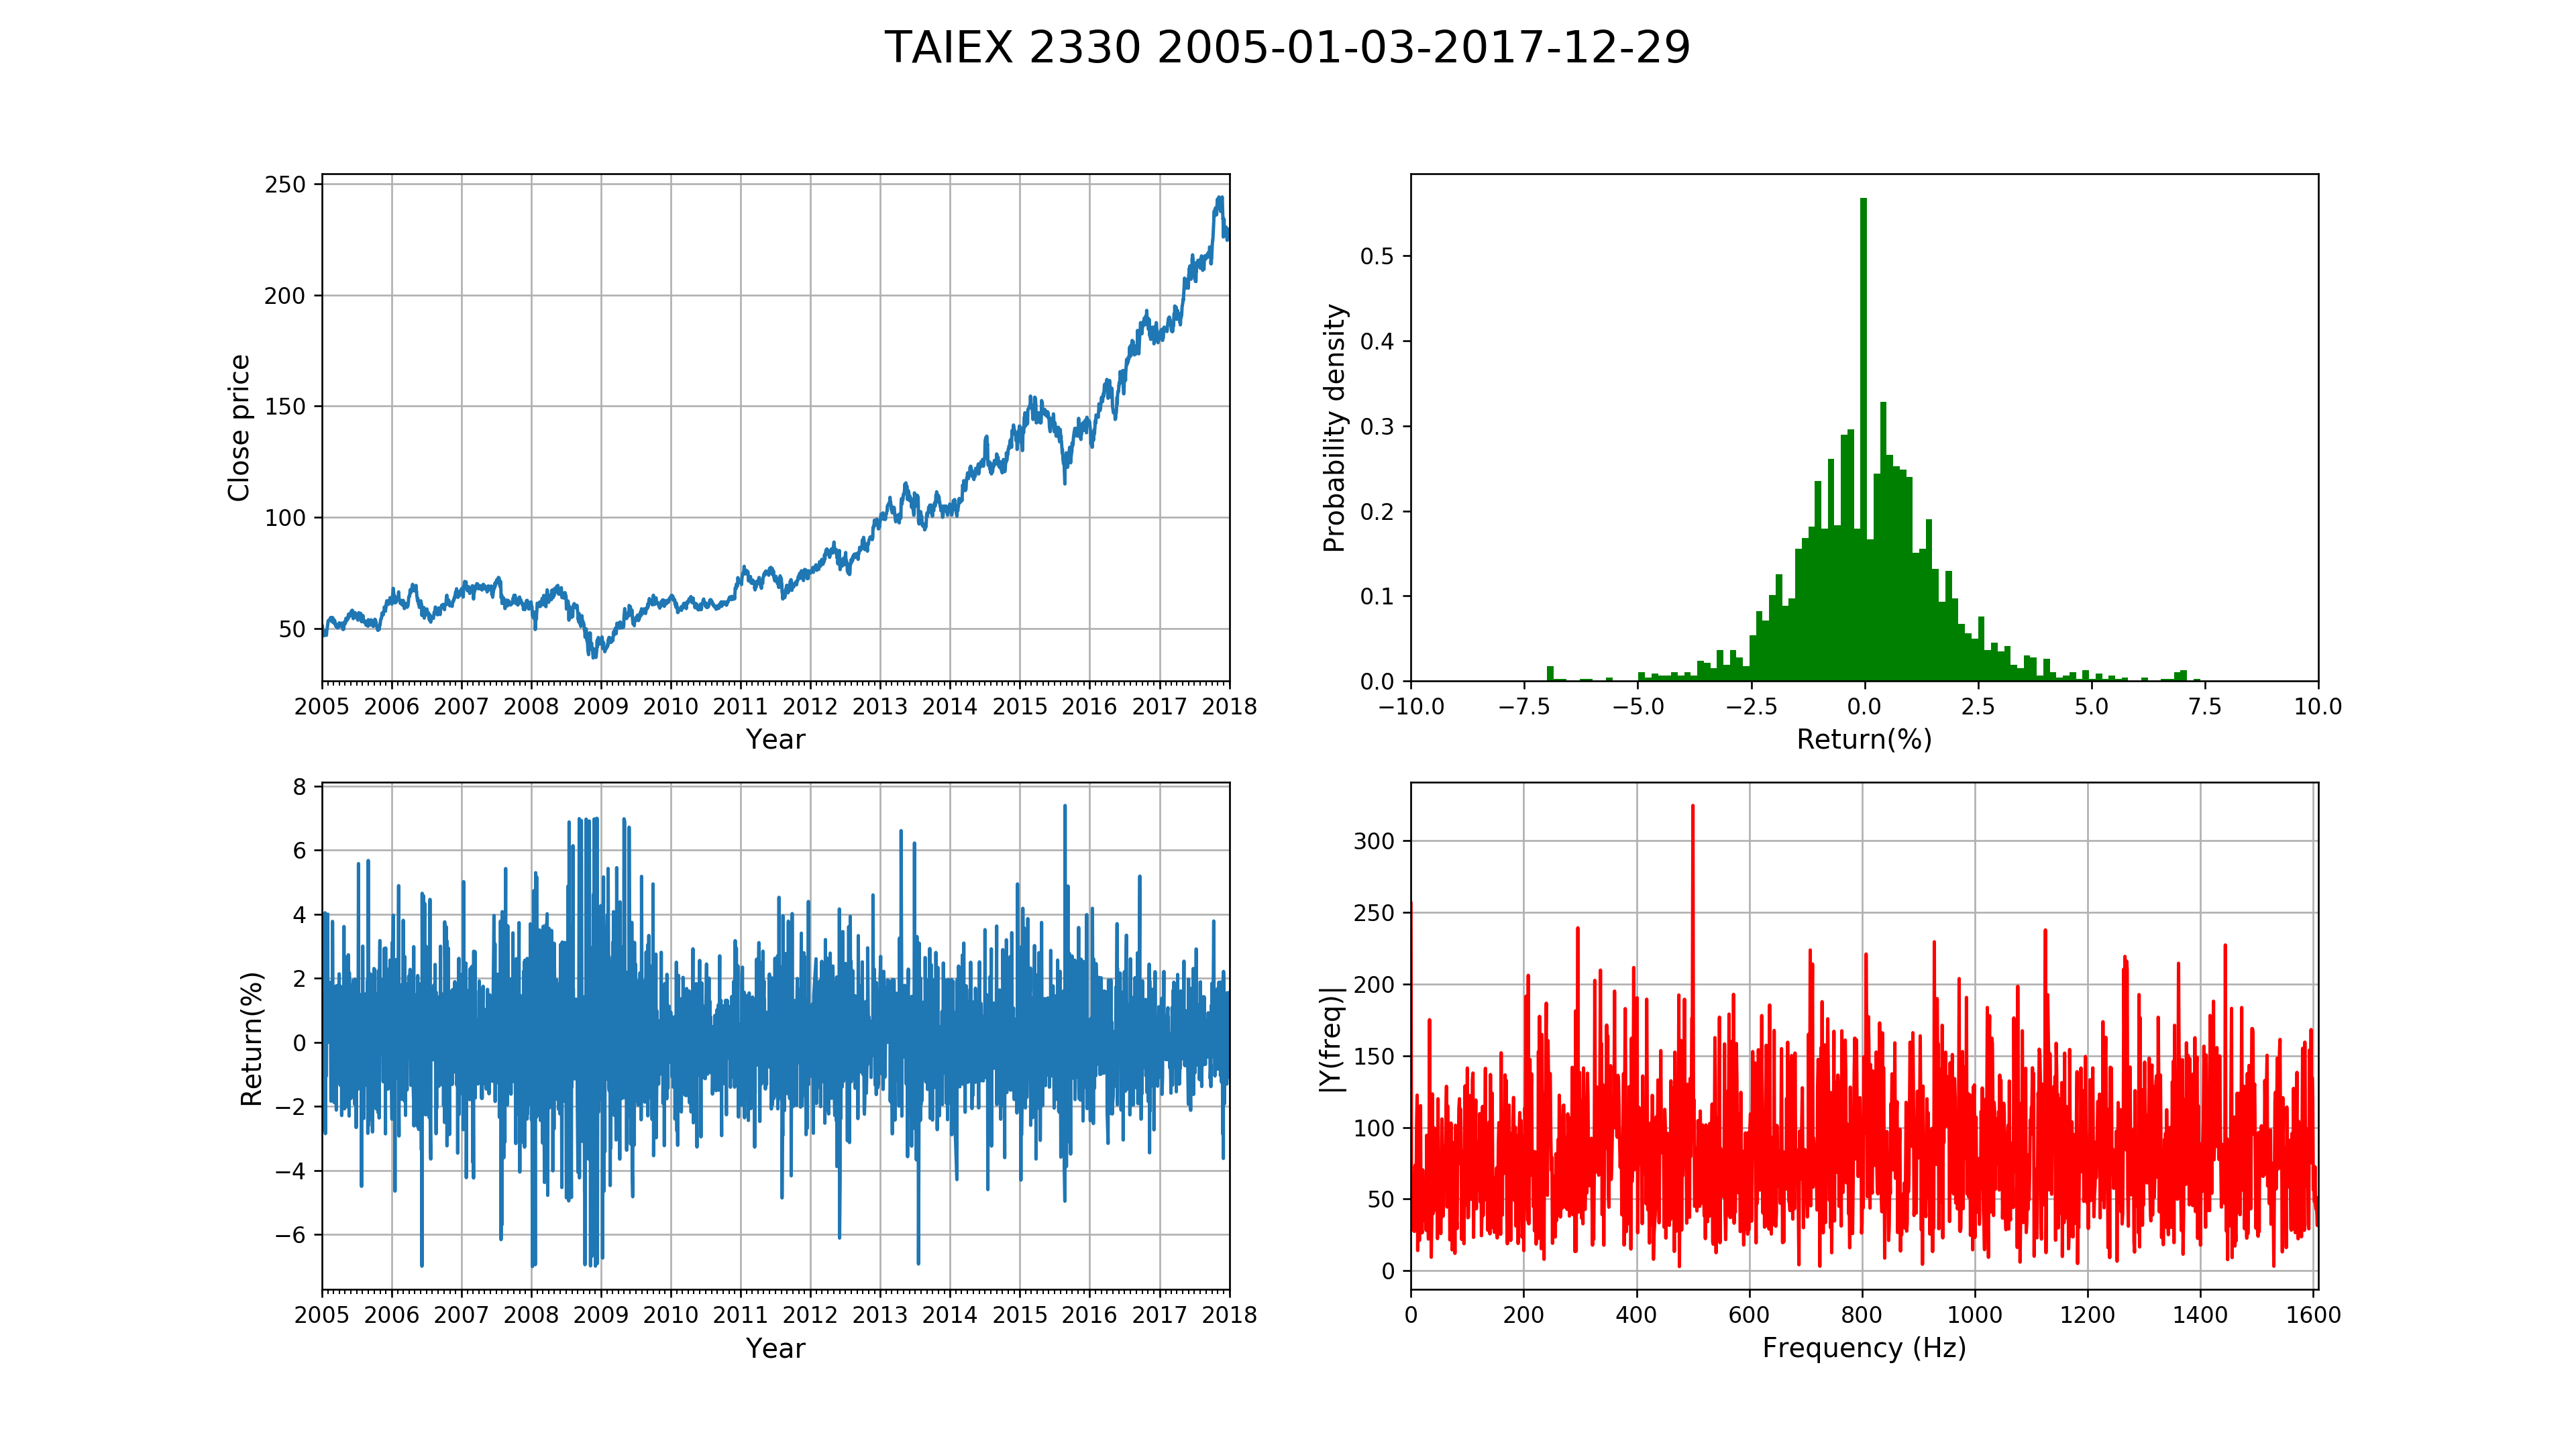 TAIEX 2330 2005-01-03-2017-12-29
250
200
150
100
50
Close price
2005 2006 2007 2008 2009 2010 2011 2012 2013 2014 2015 2016 2017 2018
Year
0.5
0.4
0.3
0.2
0.1
0.0
Probability density
−10.0 −7.5 −5.0 −2.5 0.0 2.5 5.0 7.5 10.0
Return(%)
8
6
4
2
0
−2
−4
−6
Return(%)
2005 2006 2007 2008 2009 2010 2011 2012 2013 2014 2015 2016 2017 2018
Year
300
250
200
150
100
50
0
|Y(freq)|
0 200 400 600 800 1000 1200 1400 1600
Frequency (Hz)